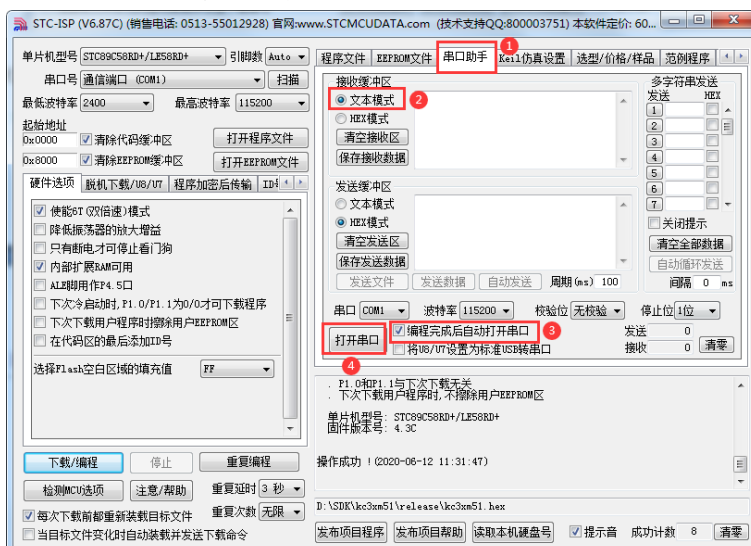 STC-ISP (V6.87C) (销售电话: 0513-55012928) 官网:www.STCMCUDATA.com (技术支持QQ:800003751) 本软件定价: 60...
单片机型号 STC89C58RD+/LE58RD+ 引脚数 Auto
串口号 通信端口 (COM1) 扫描
最低波特率 2400 最高波特率 115200
起始地址
0x0000 清除代码缓冲区 打开程序文件
0x8000 清除EEPROM缓冲区 打开EEPROM文件
硬件选项 脱机下载/U8/U7 程序加密后传输
使能6T(双倍速)模式
降低振荡器的放大增益
只有断电才可停止看门狗
内部扩展RAM可用
ALE脚用作P4.5口
下次冷启动时,P1.0/P1.1为0/0才可下载程序
下次下载用户程序时擦除用户EEPROM区
在代码区的最后添加ID号
选择Flash空白区域的填充值 FF
下载/编程 停止 重复编程
检测MCU选项 注意/帮助 重复延时 3 秒
每次下载前都重新装载目标文件 重复次数 无限
当目标文件变化时自动装载并发送下载命令
程序文件 EEPROM文件 串口助手 Keil仿真设置 选型/价格/样品 范例程序
1
接收缓冲区
文本模式
2
HEX模式
清空接收区
保存接收数据
多字符串发送
发送 HEX
1
2
3
4
5
6
7
关闭提示
清空全部数据
自动循环发送
间隔 0 ms
发送缓冲区
文本模式
HEX模式
清空发送区
保存发送数据
发送文件 发送数据 自动发送 周期(ms) 100
串口 COM1 波特率 115200 校验位 无校验 停止位 1位
打开串口 编程完成后自动打开串口 3 发送 0
将U8/U7设置为标准USB转串口 接收 0 清零
4
. P1.0和P1.1与下次下载无关
. 下次下载用户程序时,不擦除用户EEPROM区
单片机型号: STC89C58RD+/LE58RD+
固件版本号: 4.3C
操作成功 !(2020-06-12 11:31:47)
D:\SDK\kc3xm51\release\kc3xm51.hex
发布项目程序 发布项目帮助 读取本机硬盘号 提示音 成功计数 8 清零